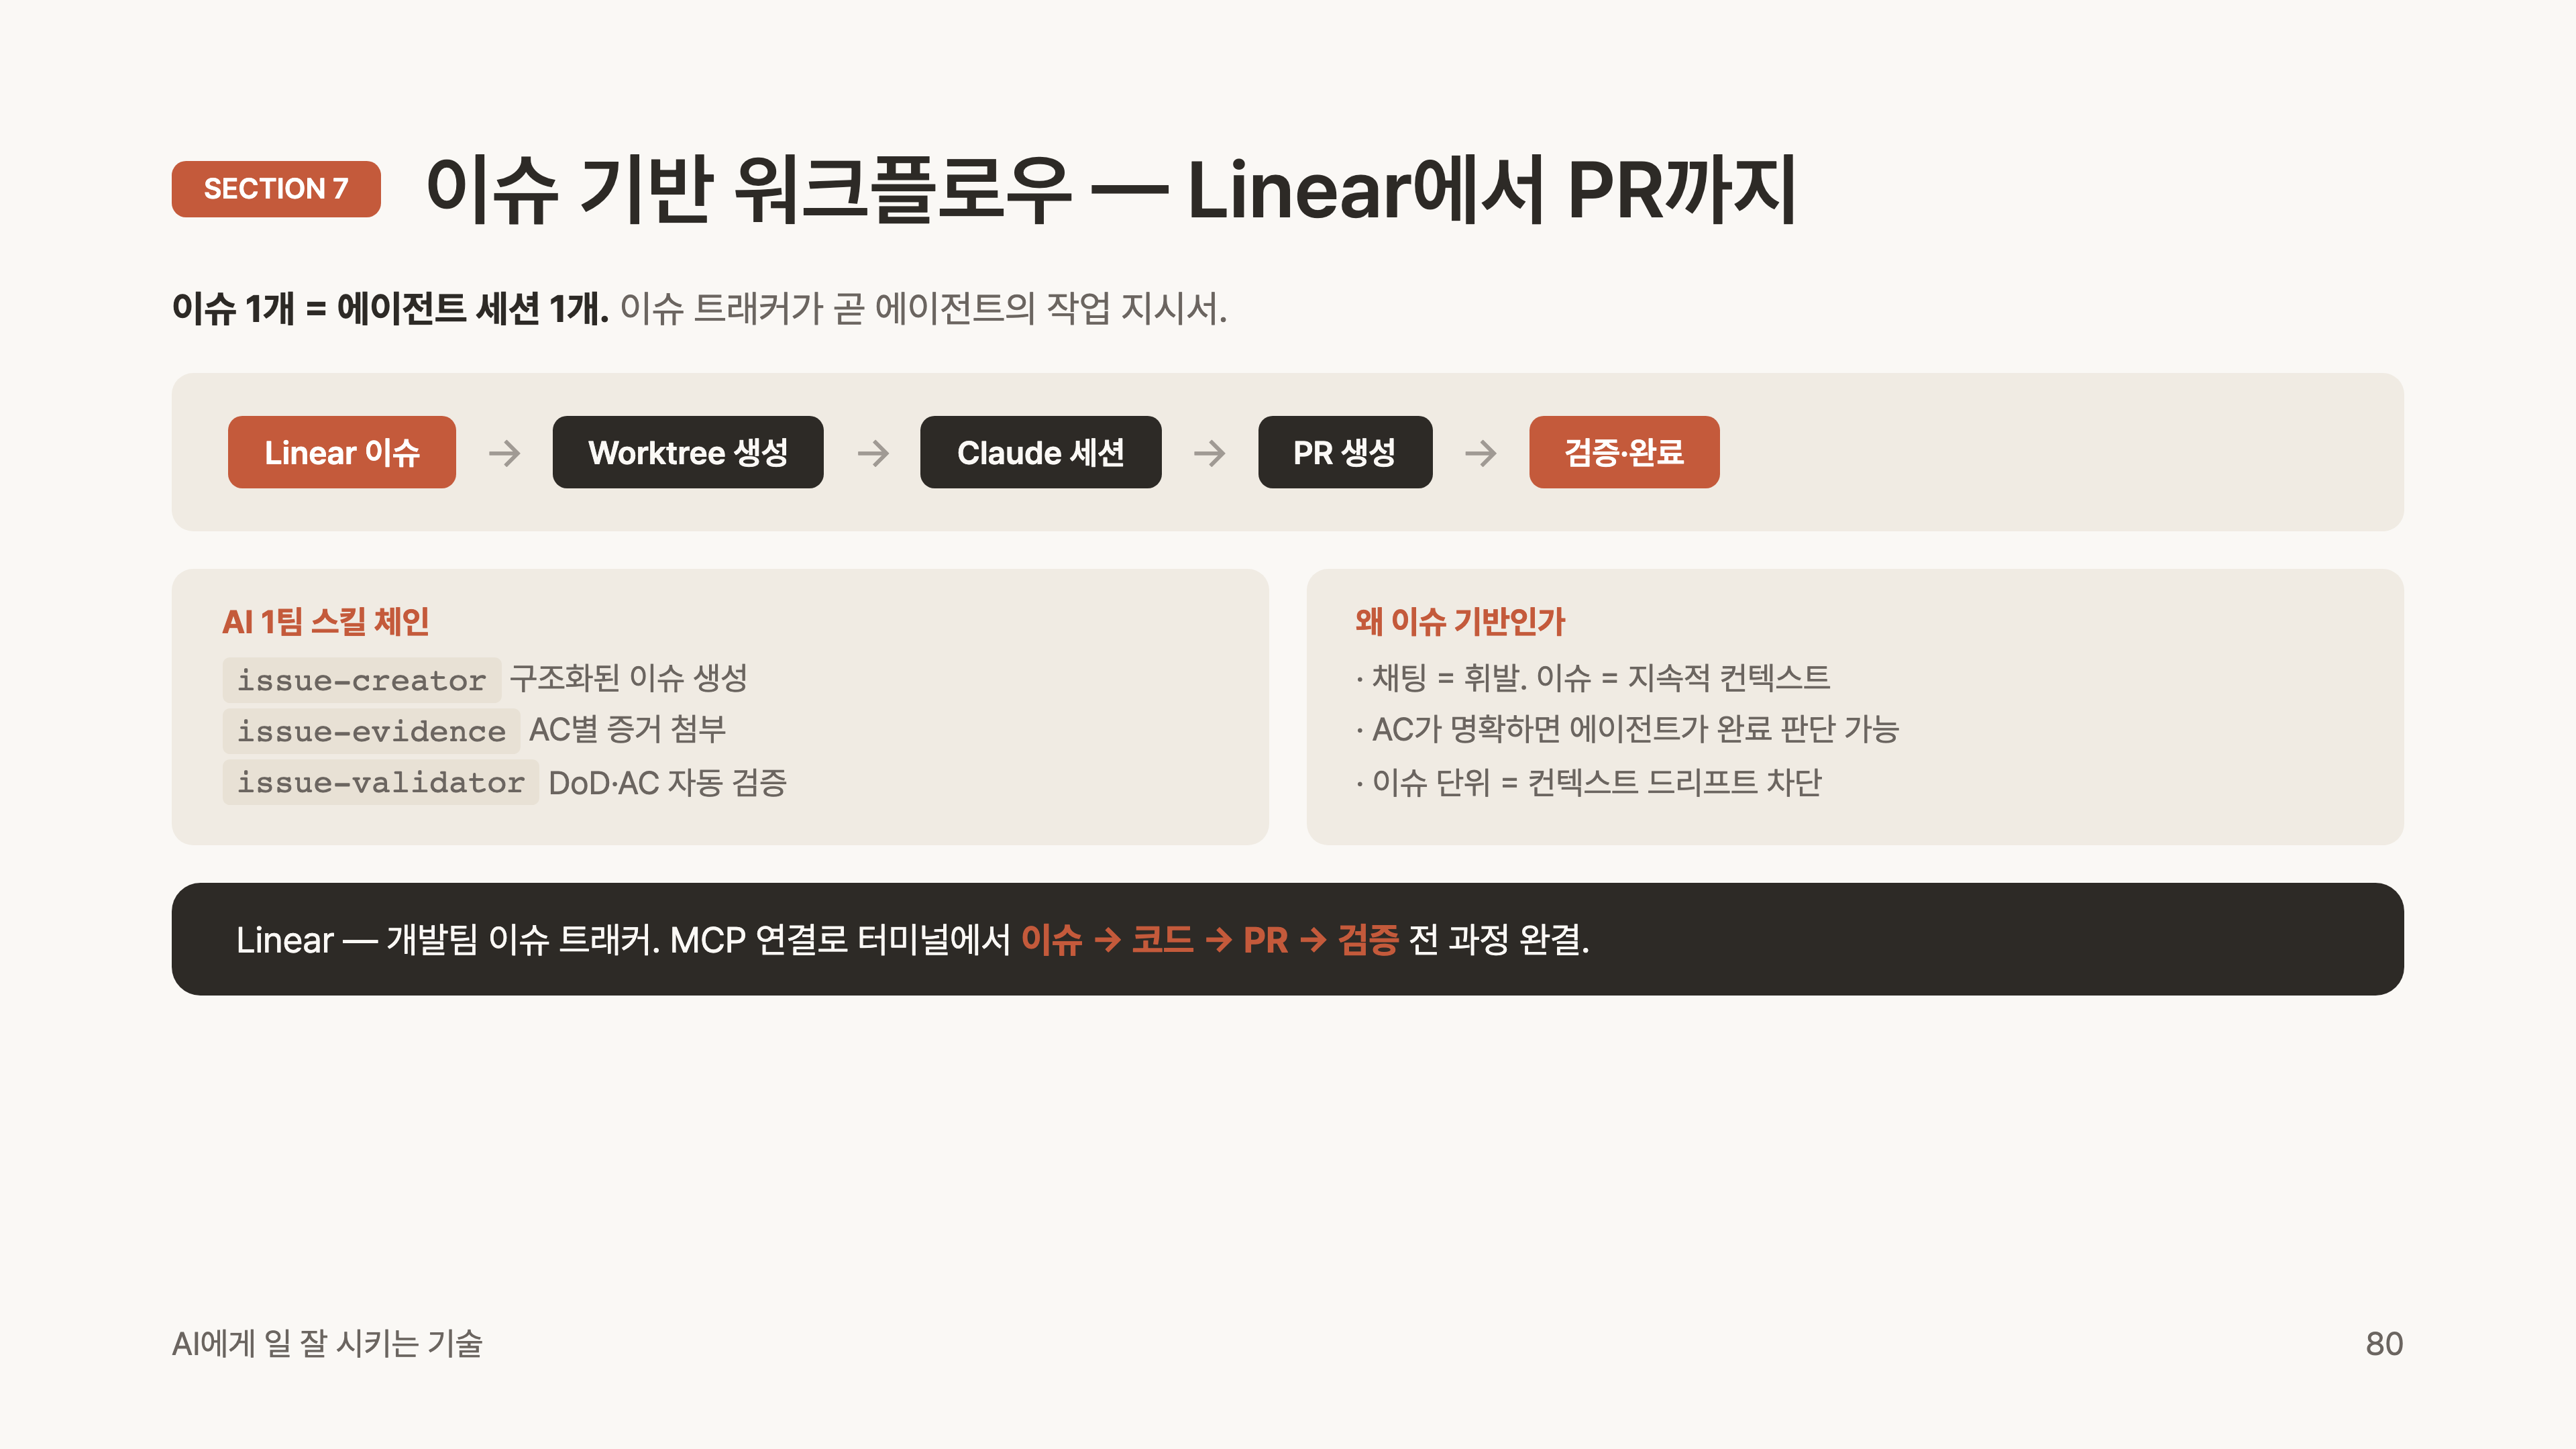 SECTION 7
이슈 기반 워크플로우 — Linear에서 PR까지
이슈 1개 = 에이전트 세션 1개. 이슈 트래커가 곧 에이전트의 작업 지시서.
Linear 이슈 → Worktree 생성 → Claude 세션 → PR 생성 → 검증·완료
AI 1팀 스킬 체인
issue-creator 구조화된 이슈 생성
issue-evidence AC별 증거 첨부
issue-validator DoD·AC 자동 검증
왜 이슈 기반인가
· 채팅 = 휘발. 이슈 = 지속적 컨텍스트
· AC가 명확하면 에이전트가 완료 판단 가능
· 이슈 단위 = 컨텍스트 드리프트 차단
Linear — 개발팀 이슈 트래커. MCP 연결로 터미널에서 이슈 → 코드 → PR → 검증 전 과정 완결.
AI에게 일 잘 시키는 기술
80